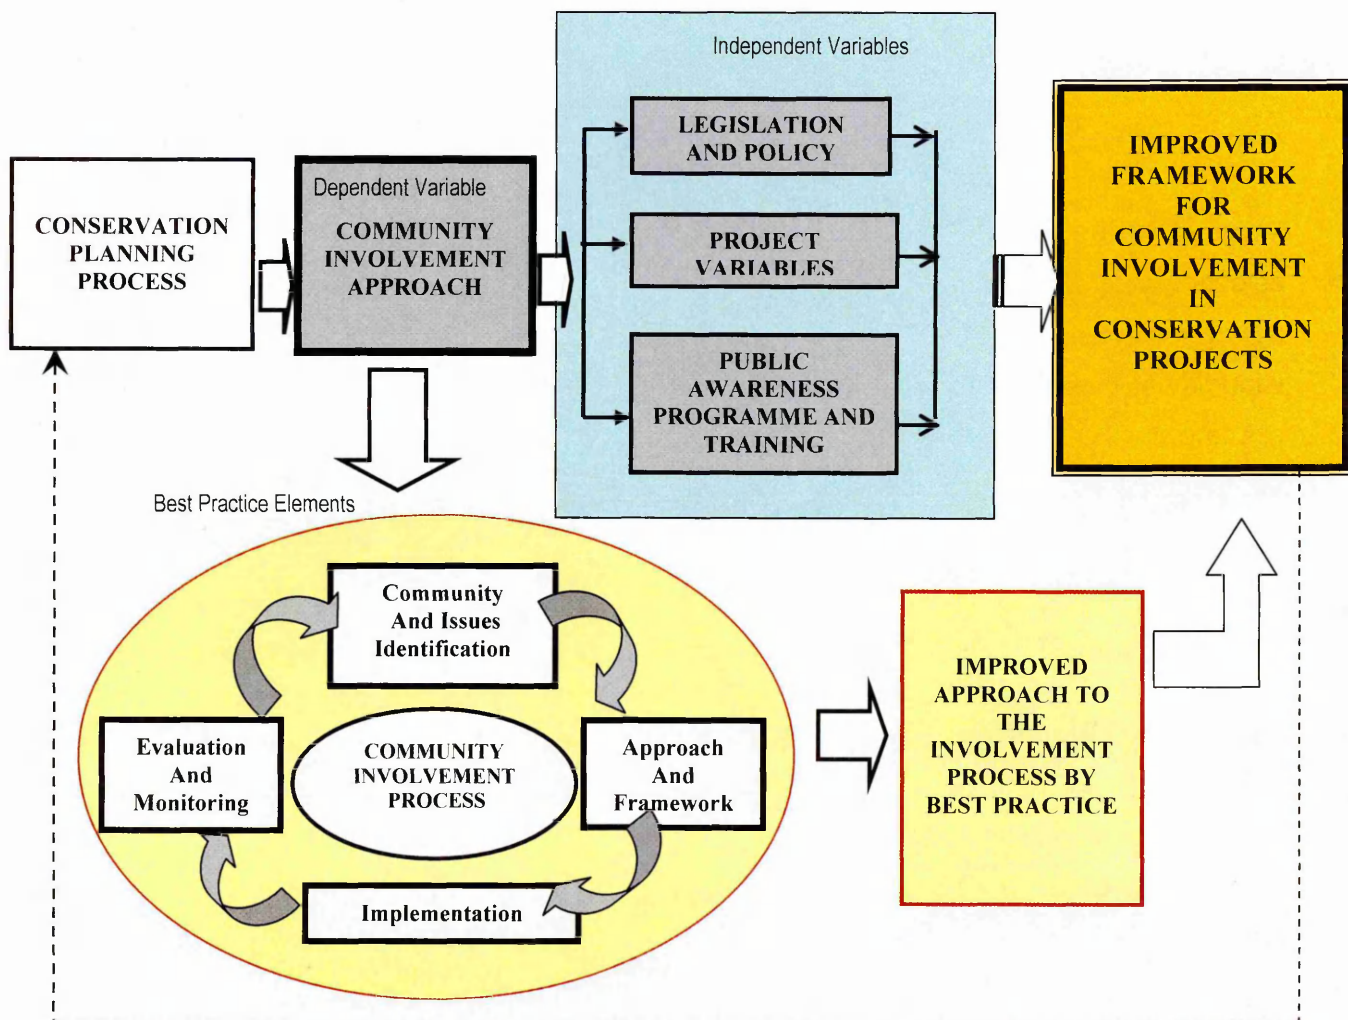 Independent Variables
LEGISLATION
AND POLICY
PROJECT
VARIABLES
PUBLIC
AWARENESS
PROGRAMME AND
TRAINING
CONSERVATION
PLANNING
PROCESS
Dependent Variable
COMMUNITY
INVOLVEMENT
APPROACH
IMPROVED
FRAMEWORK
FOR
COMMUNITY
INVOLVEMENT
IN
CONSERVATION
PROJECTS
Best Practice Elements
Community
And Issues
Identification
Evaluation
And
Monitoring
COMMUNITY
INVOLVEMENT
PROCESS
Approach
And
Framework
Implementation
IMPROVED
APPROACH TO
THE
INVOLVEMENT
PROCESS BY
BEST PRACTICE